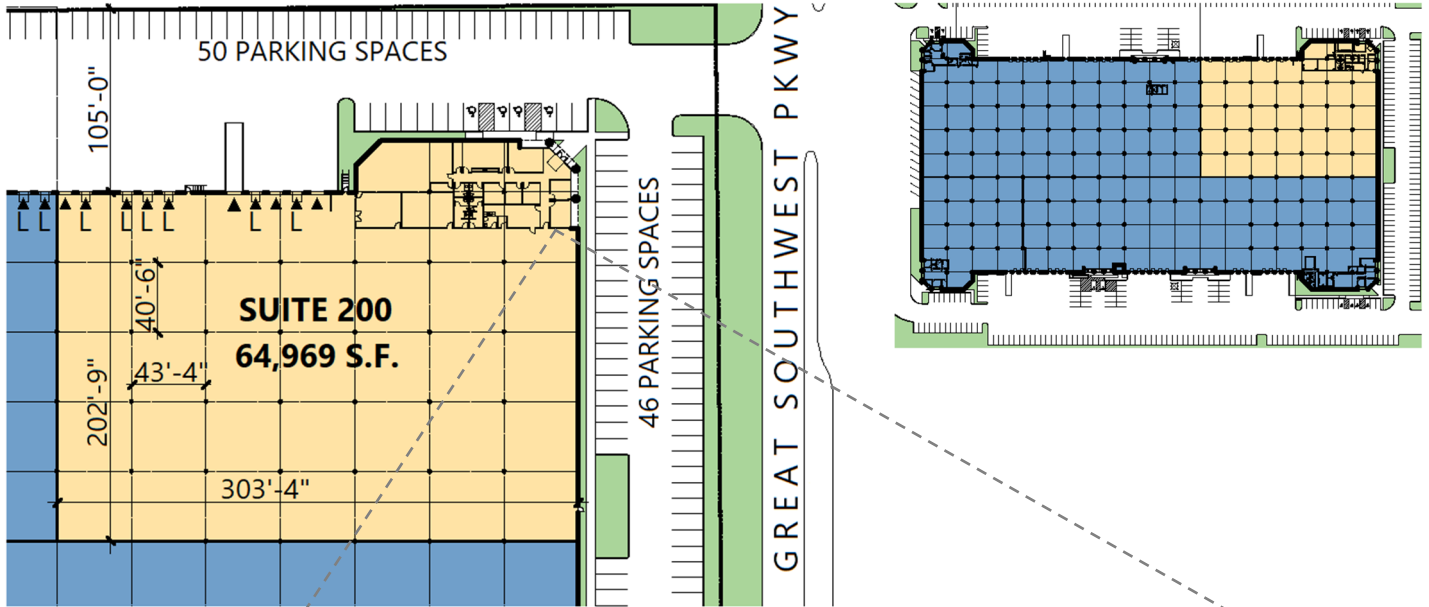 50 PARKING SPACES
105'-0"
L L L L L L L L
40'-6"
SUITE 200
64,969 S.F.
43'-4"
202'-9"
303'-4"
46 PARKING SPACES
GREAT SOUTHWEST PKWY